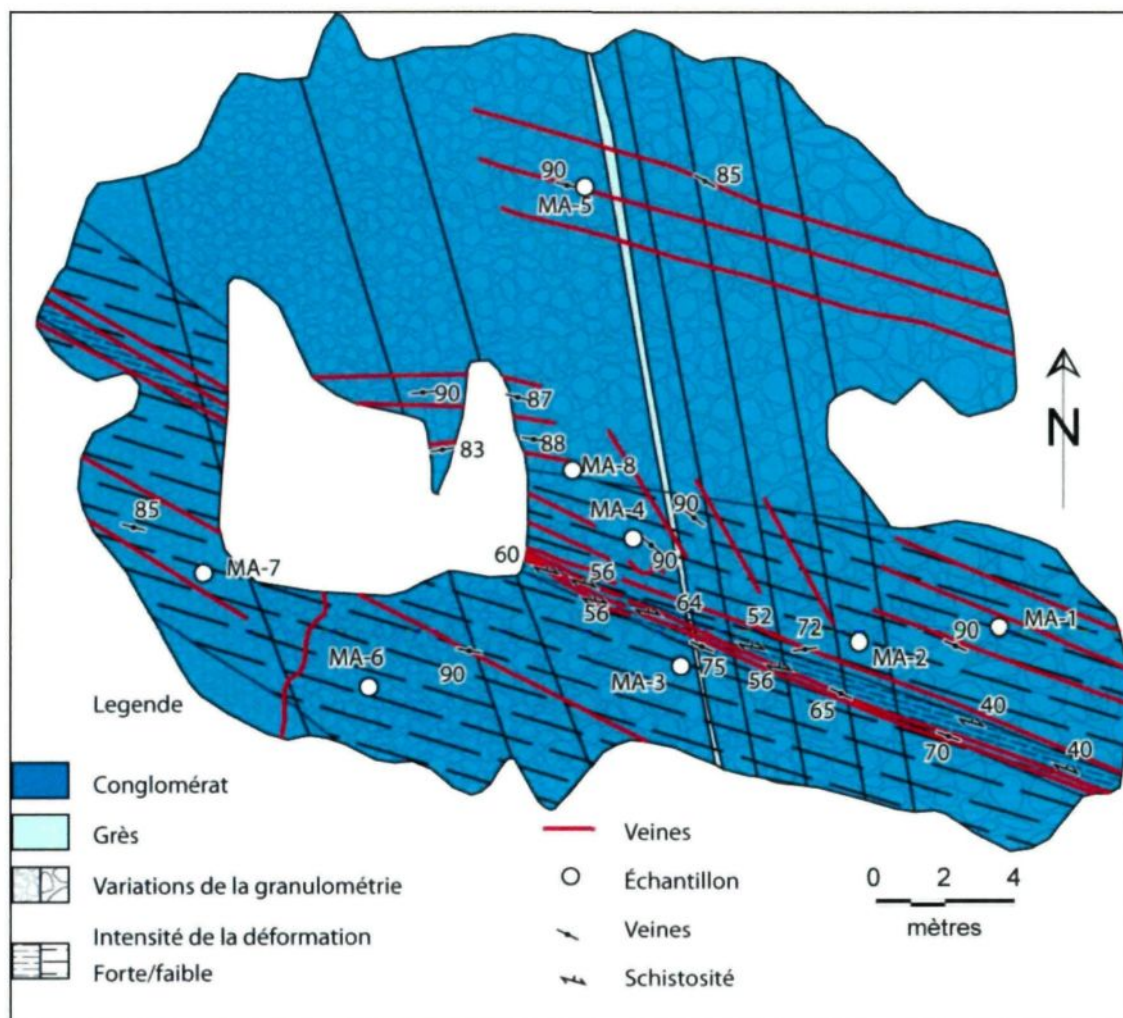 90
85
MA-5
90
87
83
88
MA-8
MA-4
90
85
60
90
MA-7
56
56
64
52
72
90
MA-1
MA-2
MA-6
90
MA-3
75
56
65
40
70
40
N
Legende
Conglomérat
Grès
Variations de la granulométrie
Intensité de la déformation
Forte/faible
Veines
Échantillon
Veines
Schistosité
0 2 4
mètres